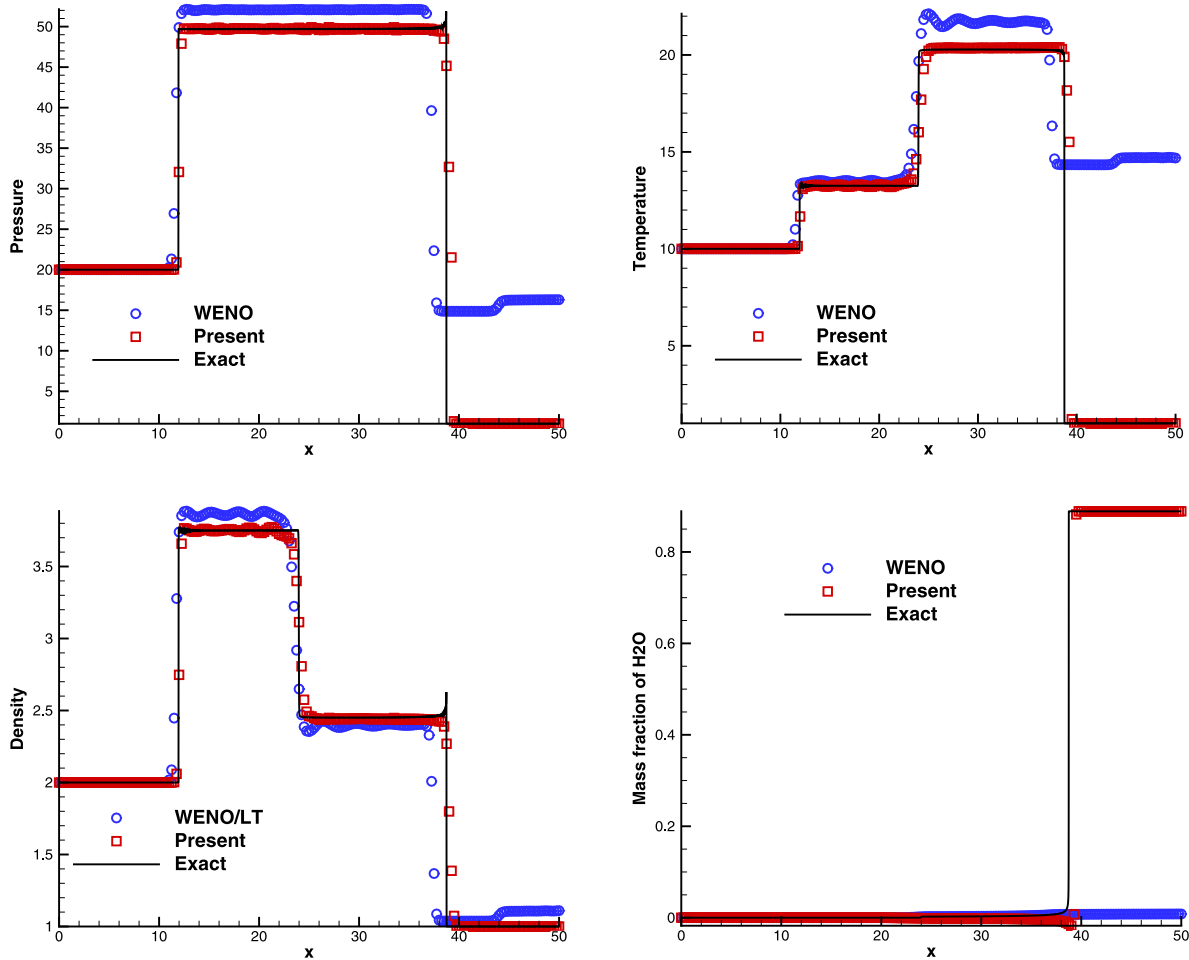 Pressure
50
45
40
35
30
25
20
15
10
5
0 10 20 30 40 50
x
WENO
Present
Exact
Temperature
20
15
10
5
0 10 20 30 40 50
x
WENO
Present
Exact
Density
3.5
3
2.5
2
1.5
1
0 10 20 30 40 50
x
WENO/LT
Present
Exact
Mass fraction of H2O
0.8
0.6
0.4
0.2
0
0 10 20 30 40 50
x
WENO
Present
Exact